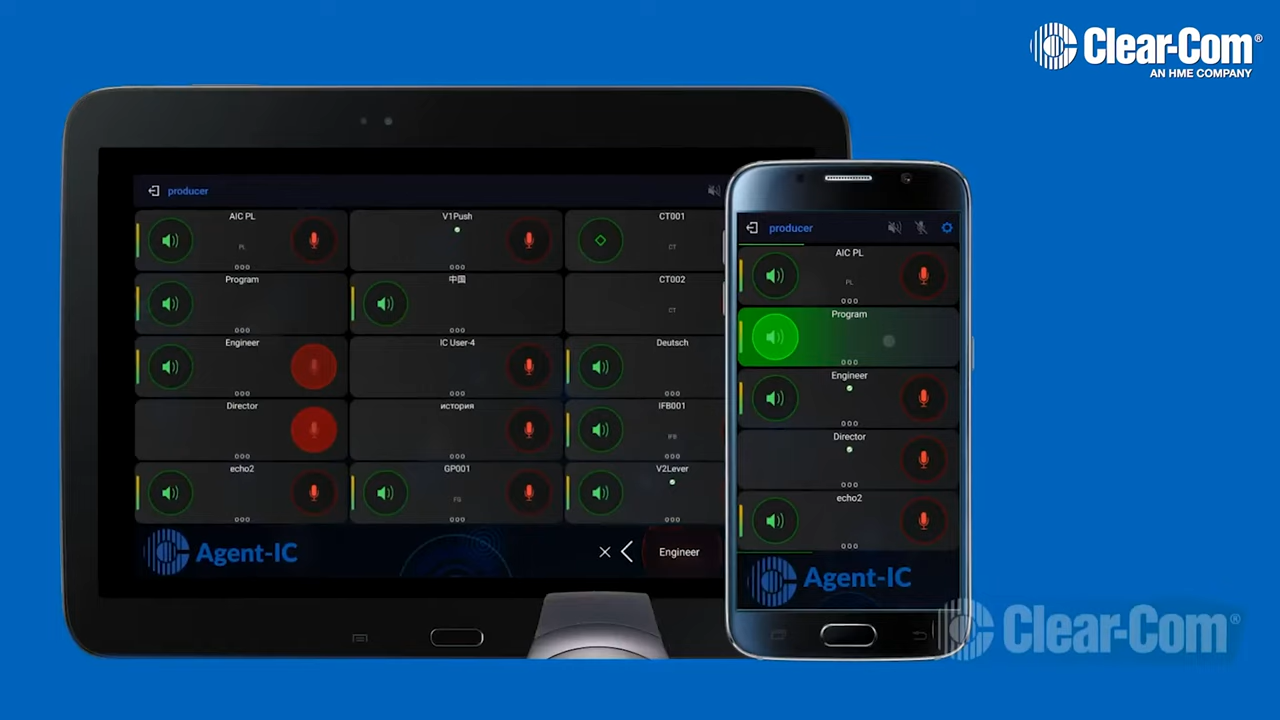 Clear-Com®
AN HME COMPANY
producer
AIC PL
PL
V1Push
CT001
CT
Program
中国
CT002
CT
Engineer
IC User-4
Deutsch
Director
история
IFB001
IFB
echo2
GP001
FG
V2Lever
Agent-IC
Engineer
producer
AIC PL
PL
Program
Engineer
Director
echo2
Agent-IC
Clear-Com®